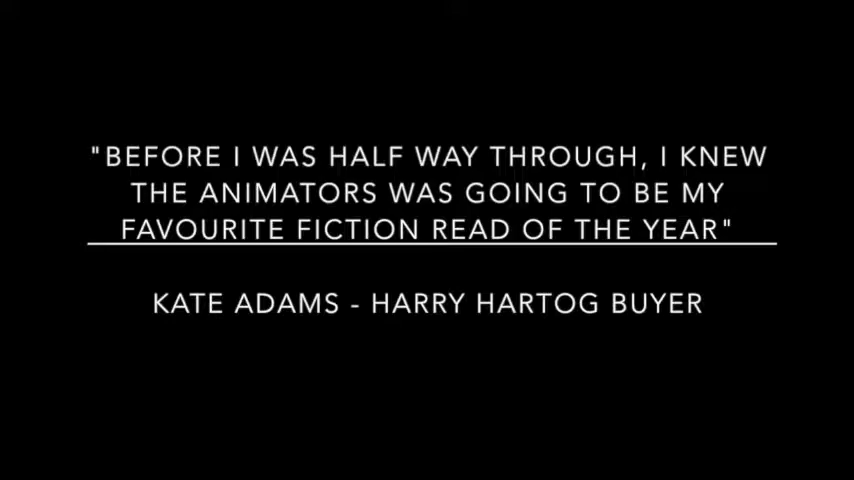 "BEFORE I WAS HALF WAY THROUGH, I KNEW
THE ANIMATORS WAS GOING TO BE MY
FAVOURITE FICTION READ OF THE YEAR"
KATE ADAMS - HARRY HARTOG BUYER